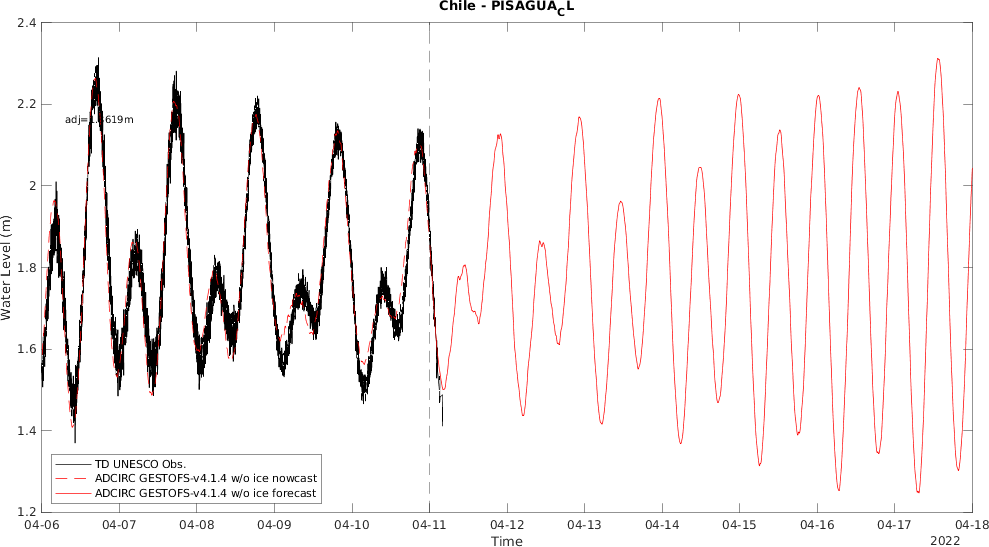 Chile - PISAGUA_CL
2.4
2.2
2
1.8
1.6
1.4
1.2
Water Level (m)
TD UNESCO Obs.
ADCIRC GESTOFS-v4.1.4 w/o ice nowcast
ADCIRC GESTOFS-v4.1.4 w/o ice forecast
04-06 04-07 04-08 04-09 04-10 04-11 04-12 04-13 04-14 04-15 04-16 04-17 04-18
Time
2022